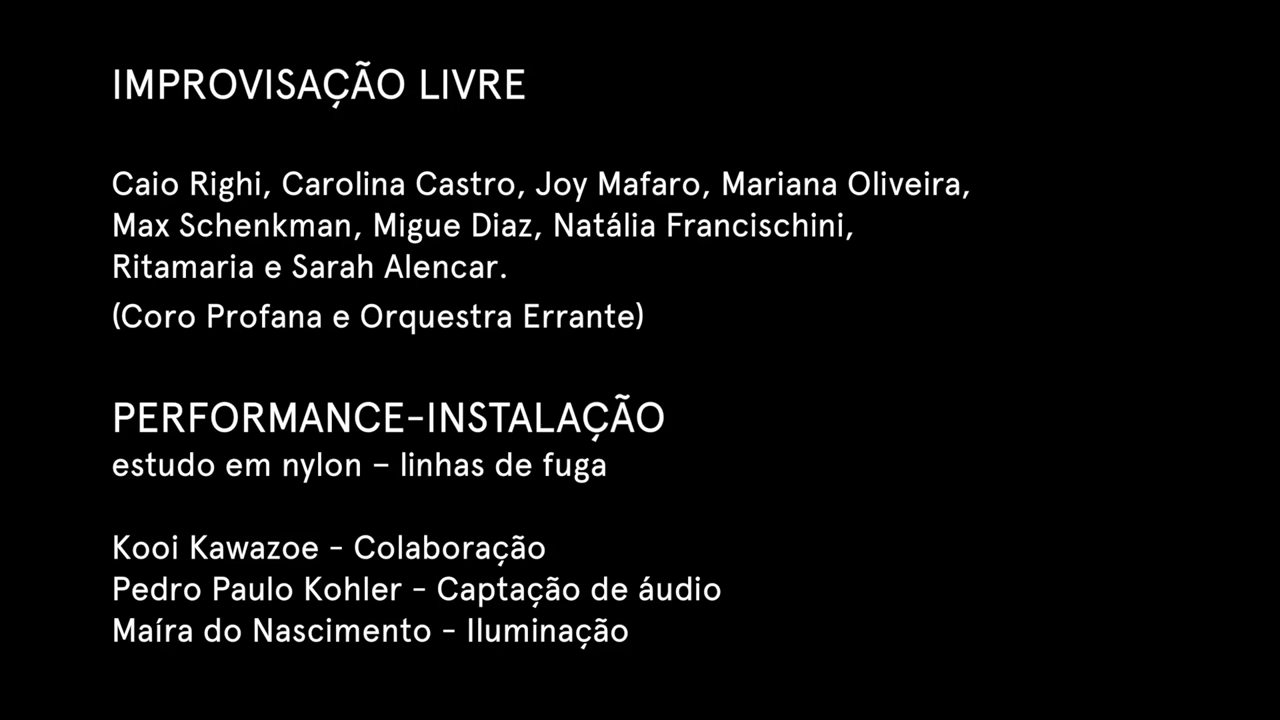 IMPROVISAÇÃO LIVRE
Caio Righi, Carolina Castro, Joy Mafaro, Mariana Oliveira,
Max Schenkman, Migue Diaz, Natália Francischini,
Ritamaria e Sarah Alencar.
(Coro Profana e Orquestra Errante)
PERFORMANCE-INSTALAÇÃO
estudo em nylon – linhas de fuga
Kooi Kawazoe - Colaboração
Pedro Paulo Kohler - Captação de áudio
Maíra do Nascimento - Iluminação